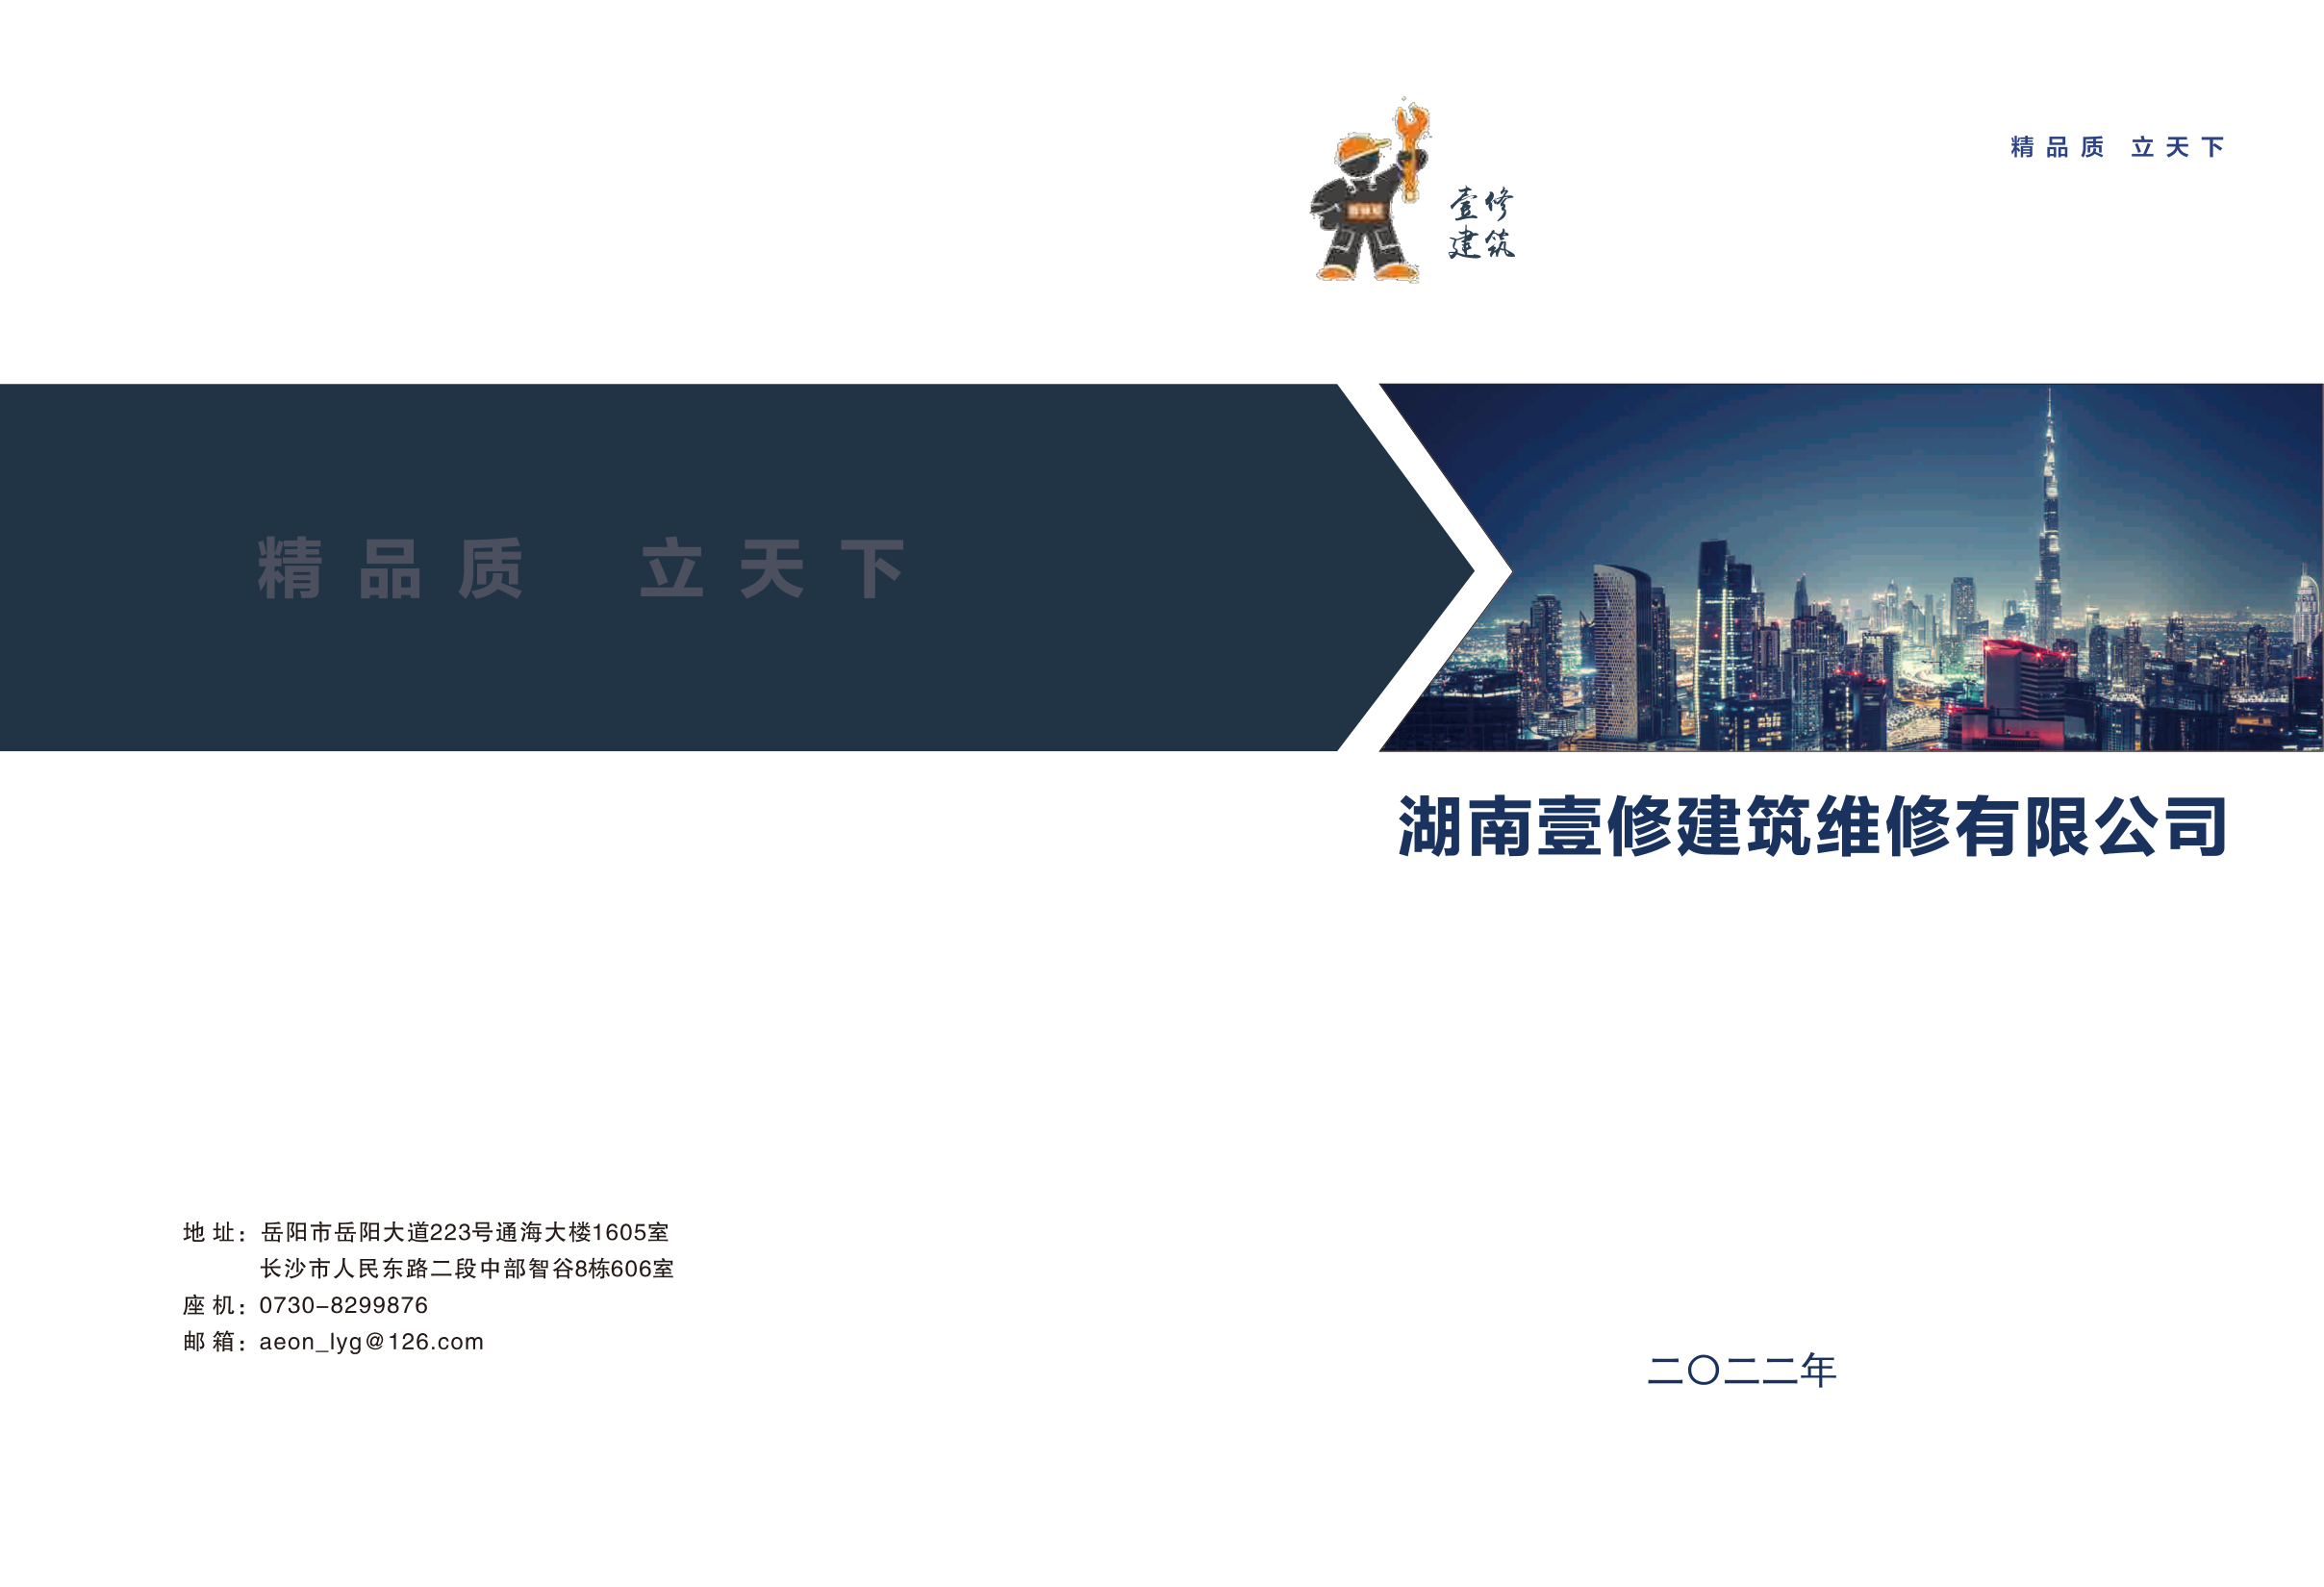 精品质 立天下
壹修
建筑
精品质 立天下
湖南壹修建筑维修有限公司
地址：岳阳市岳阳大道223号通海大楼1605室
长沙市人民东路二段中部智谷8栋606室
座机：0730-8299876
邮箱：aeon_lyg@126.com
二〇二二年